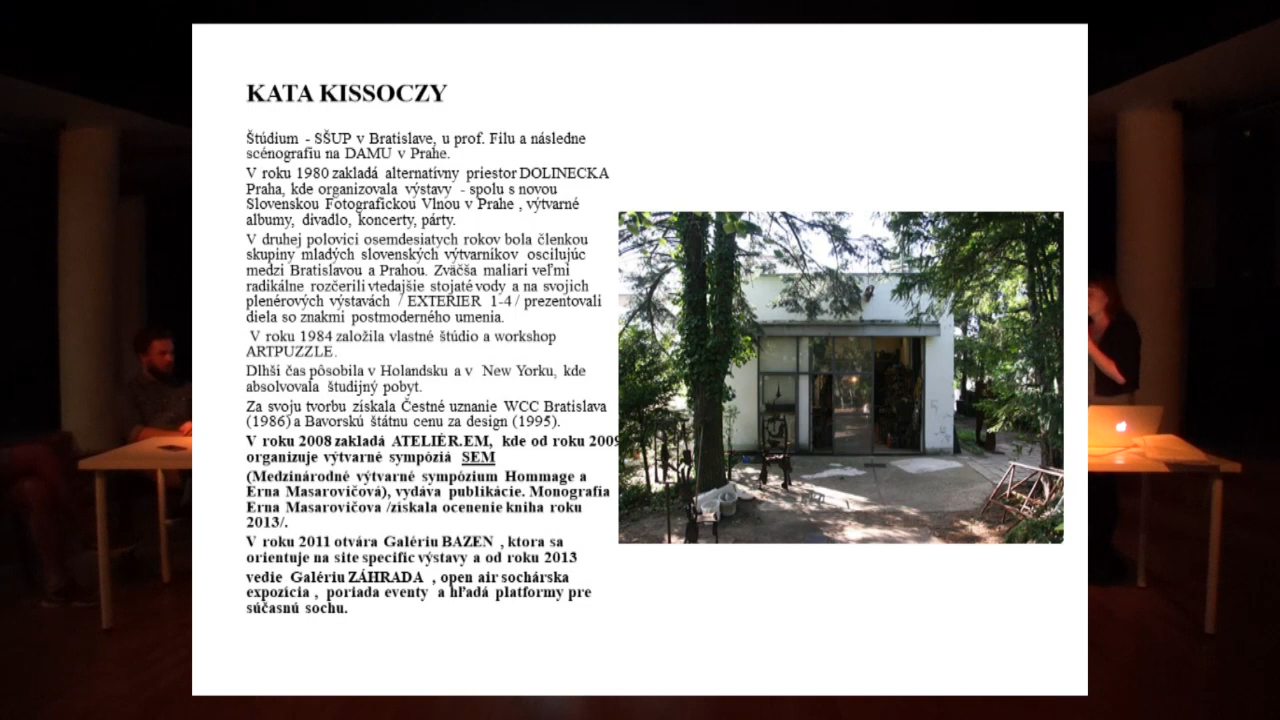 KATA KISSOCZY
Štúdium - SŠUP v Bratislave, u prof. Filu a následne
scénografiu na DAMU v Prahe.
V roku 1980 zakladá alternatívny priestor DOLINECKA
Praha, kde organizovala výstavy - spolu s novou
Slovenskou Fotografickou Vlnou v Prahe , výtvarné
albumy, divadlo, koncerty, párty.
V druhej polovici osemdesiatych rokov bola členkou
skupiny mladých slovenských výtvarníkov oscilujúc
medzi Bratislavou a Prahou. Zväčša maliari veľmi
radikálne rozčerili vtedajšie stojaté vody a na svojich
plenérových výstavách / EXTERIÉR 1-4 / prezentovali
diela so znakmi postmoderného umenia.
V roku 1984 založila vlastné štúdio a workshop
ARTPUZZLE.
Dlhší čas pôsobila v Holandsku a v New Yorku, kde
absolvovala študijný pobyt.
Za svoju tvorbu získala Čestné uznanie WCC Bratislava
(1986) a Bavorskú štátnu cenu za design (1995).
V roku 2008 zakladá ATELIÉR.EM, kde od roku 2009
organizuje výtvarné sympóziá SEM
(Medzinárodné výtvarné sympózium Hommage a
Erna Masarovičová), vydáva publikácie. Monografia
Erna Masarovičova /získala ocenenie kniha roku
2013/.
V roku 2011 otvára Galériu BAZEN , ktora sa
orientuje na site specific výstavy a od roku 2013
vedie Galériu ZÁHRADA , open air sochárska
expozícia , poriada eventy a hľadá platformy pre
súčasnú sochu.